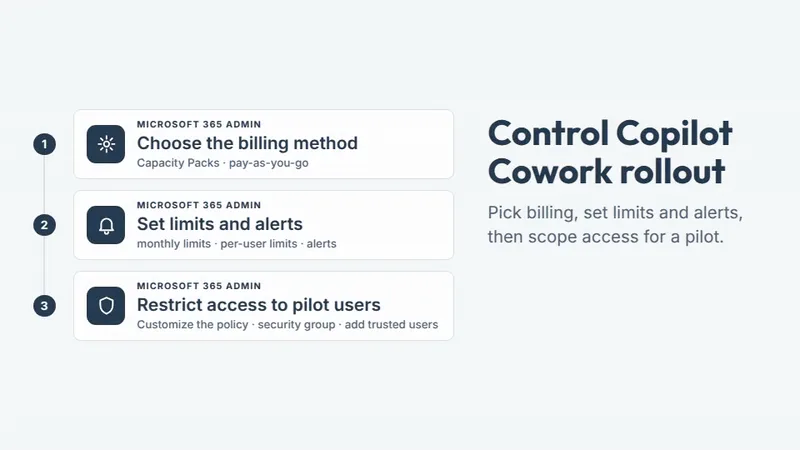 1
MICROSOFT 365 ADMIN
Choose the billing method
Capacity Packs · pay-as-you-go
2
MICROSOFT 365 ADMIN
Set limits and alerts
monthly limits · per-user limits · alerts
3
MICROSOFT 365 ADMIN
Restrict access to pilot users
Customize the policy · security group · add trusted users
Control Copilot
Cowork rollout
Pick billing, set limits and alerts,
then scope access for a pilot.